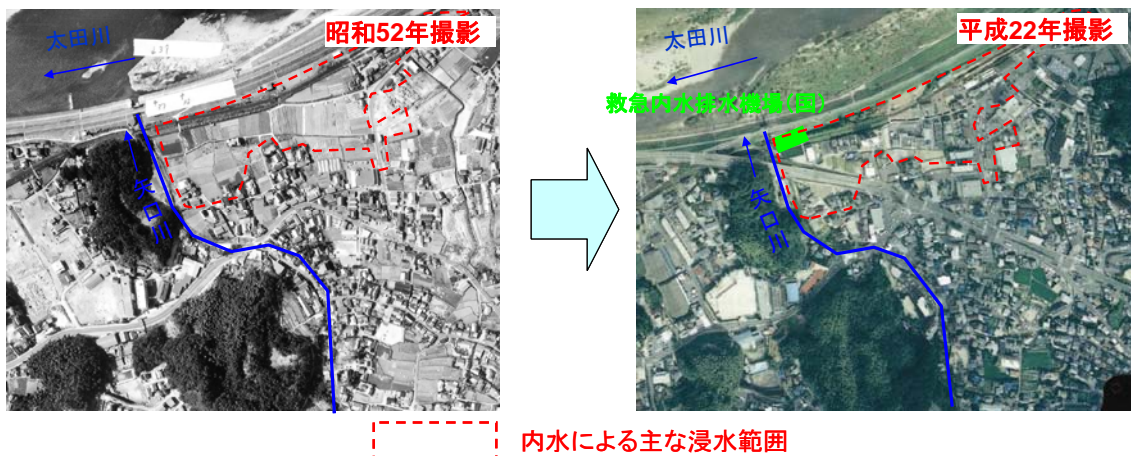 昭和52年撮影
太田川
矢口川
平成22年撮影
太田川
救急内水排水機場(国)
矢口川
内水による主な浸水範囲